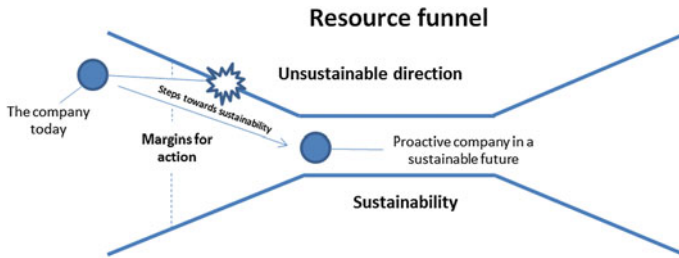 Resource funnel
Unsustainable direction
The company
today
Steps towards sustainability
Margins for
action
Proactive company in a
sustainable future
Sustainability